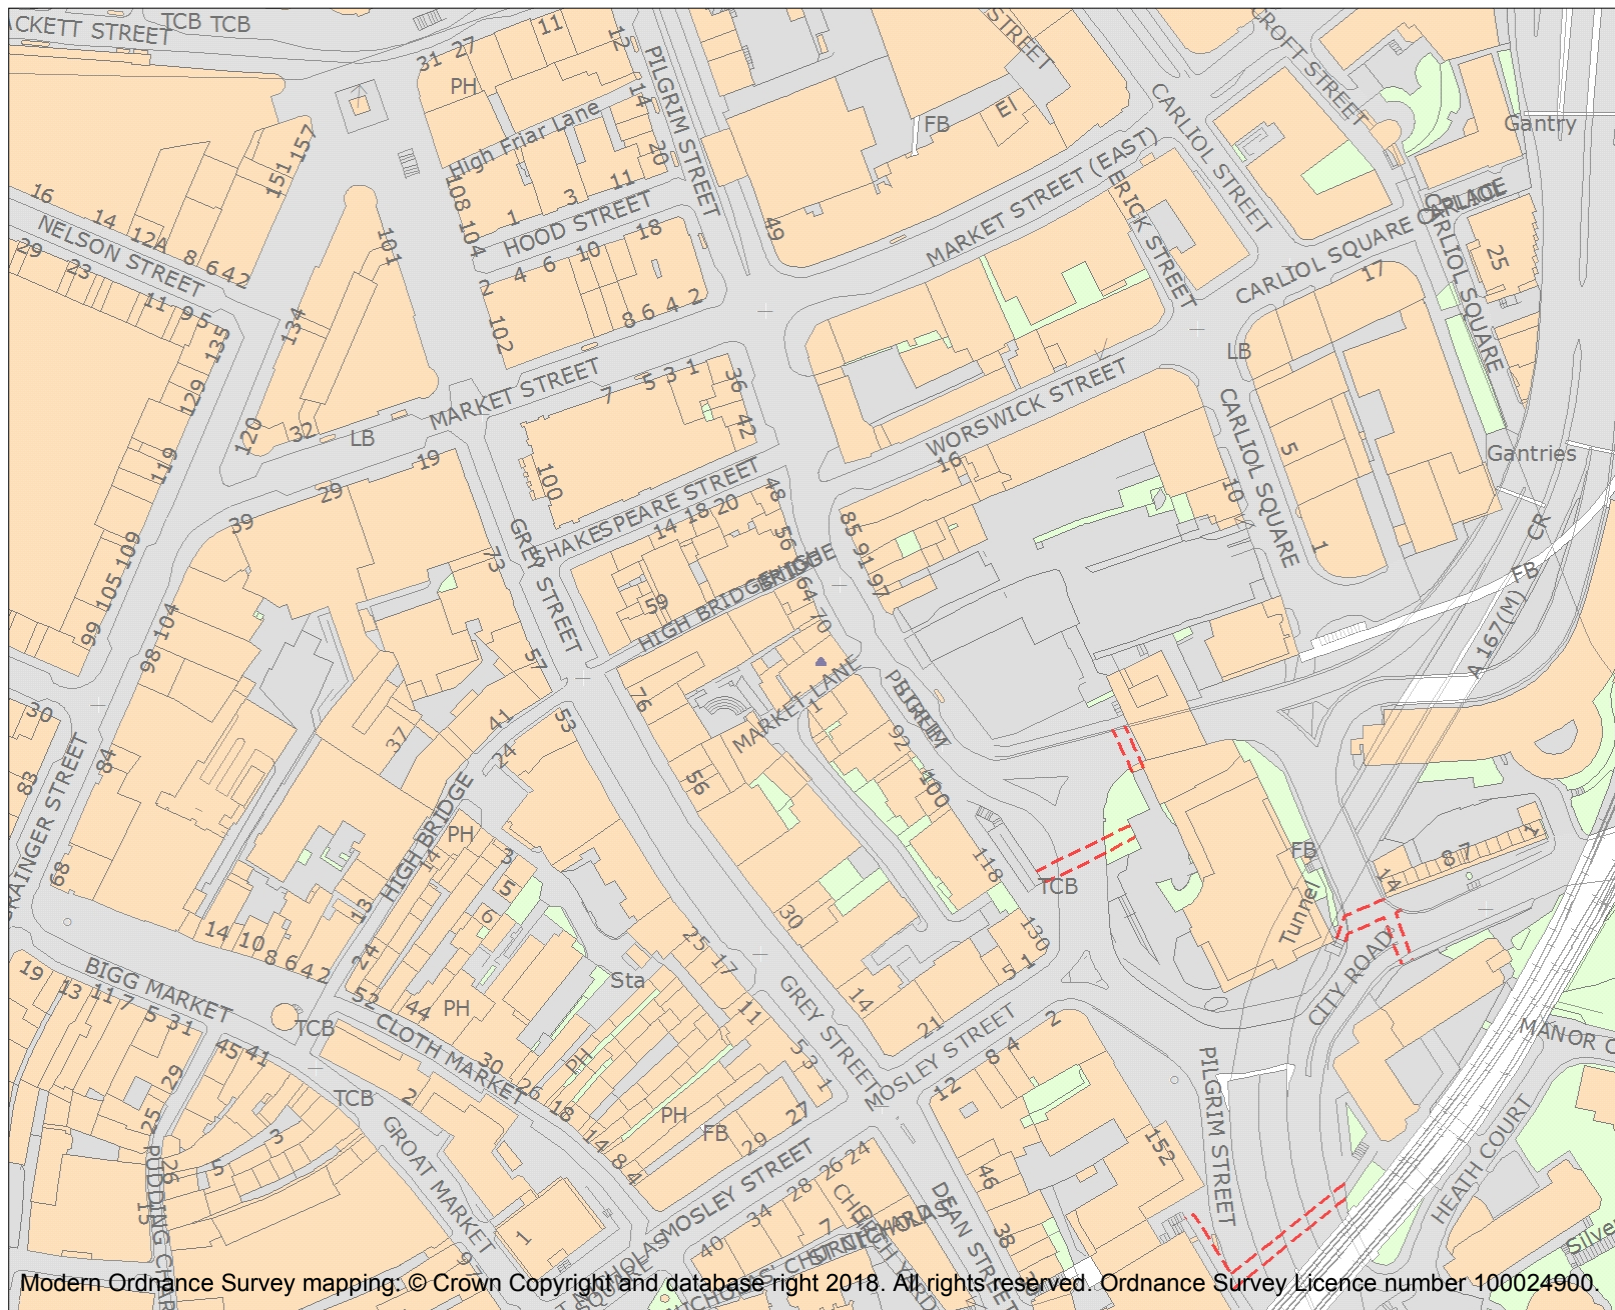 ACKETT STREET
TCB TCB
31 27
11
12
PH
14
20
PILGRIM STREET
STREET
CROFT STREET
FB
El
CARLIOL STREET
Gantry
151 157
High Friar Lane
108
104
1
3
11
HOOD STREET
49
MARKET STREET (EAST)
ERICK STREET
CARLIOL SQUARE
CARLIOL SQUARE
25
17
16
14
12A
8 6 4 2
NELSON STREET
29
23
11 9 5
135
129
119
134
101
120
2
4
6
10
18
102
8 6 4 2
MARKET STREET
32
LB
19
29
39
7
5 3 1
36
42
100
LB
WORSWICK STREET
16
CARLIOL SQUARE
5
10
1
Gantries
CR
FB
A 167(M)
SHAKESPEARE STREET
14 18 20
48
56
64
70
85 91 97
GREY STREET
73
57
53
59
HIGH BRIDGE
76
56
MARKET LANE
1
PILGRIM
92
100
118
109
105
99
104
98
30
83
84
68
GRAINGER STREET
37
41
24
HIGH BRIDGE
PH
14
3
5
6
13
24
14 10 8 6 4 2
30
25
17
11
5 3 1
14
GREY STREET
21
5 1
130
TCB
FB
Tunnel
1A
8 7
1
CITY ROAD
19
13 11 7 5 3 1
BIGG MARKET
TCB
52
44
PH
CLOTH MARKET
30
26
18
14
8 4
Sta
PH
PH
FB
29
27
MOSLEY STREET
2
8 4
12
45 41
29
25
TCB
2
3
5
26
15
PUDDING CHAR
GROAT MARKET
97
1
MOSLEY STREET
24
26
28
34
40
7
46
38
DEAN STREET
152
PILGRIM STREET
MANOR C
HEATH COURT
Silve
Modern Ordnance Survey mapping: © Crown Copyright and database right 2018. All rights reserved. Ordnance Survey Licence number 100024900.